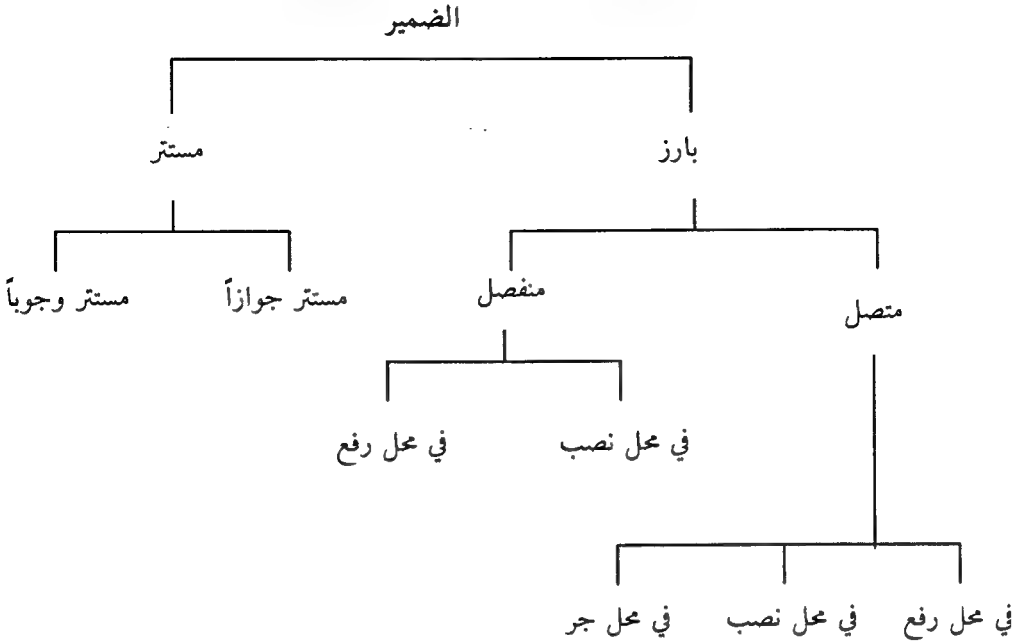 الضمير
بارز
مستتر
متصل
منفصل
مستتر جوازاً
مستتر وجوباً
في محل نصب
في محل رفع
في محل رفع
في محل نصب
في محل جر